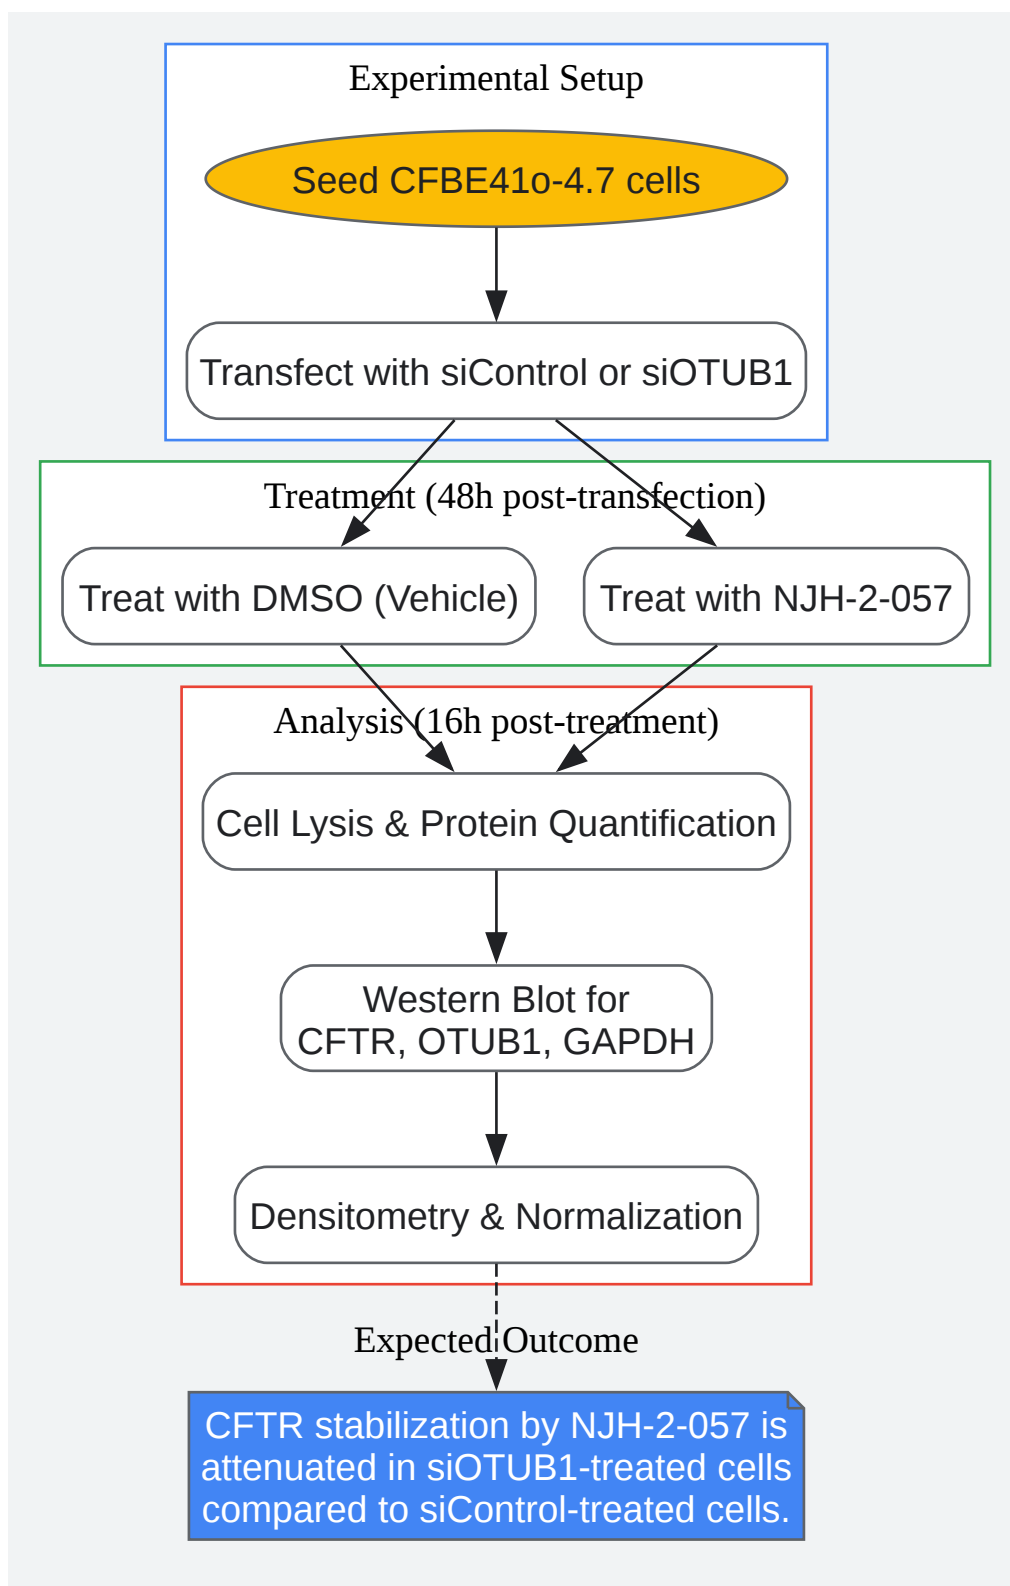 Experimental Setup
Seed CFBE41o-4.7 cells
Transfect with siControl or siOTUB1
Treatment (48h post-transfection)
Treat with DMSO (Vehicle)
Treat with NJH-2-057
Analysis (16h post-treatment)
Cell Lysis & Protein Quantification
Western Blot for
CFTR, OTUB1, GAPDH
Densitometry & Normalization
Expected Outcome
CFTR stabilization by NJH-2-057 is
attenuated in siOTUB1-treated cells
compared to siControl-treated cells.